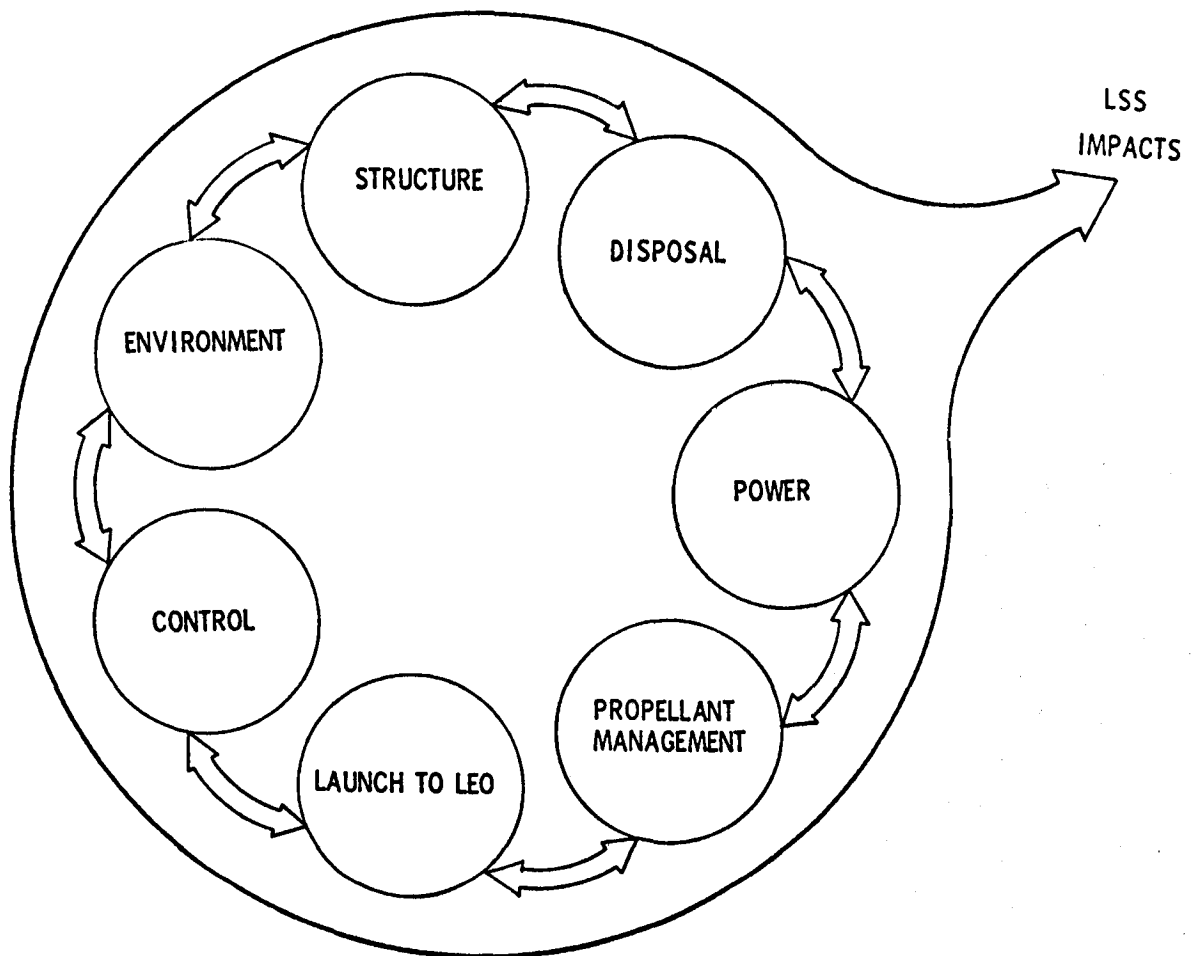 LSS
IMPACTS
STRUCTURE
DISPOSAL
ENVIRONMENT
POWER
CONTROL
PROPELLANT
MANAGEMENT
LAUNCH TO LEO